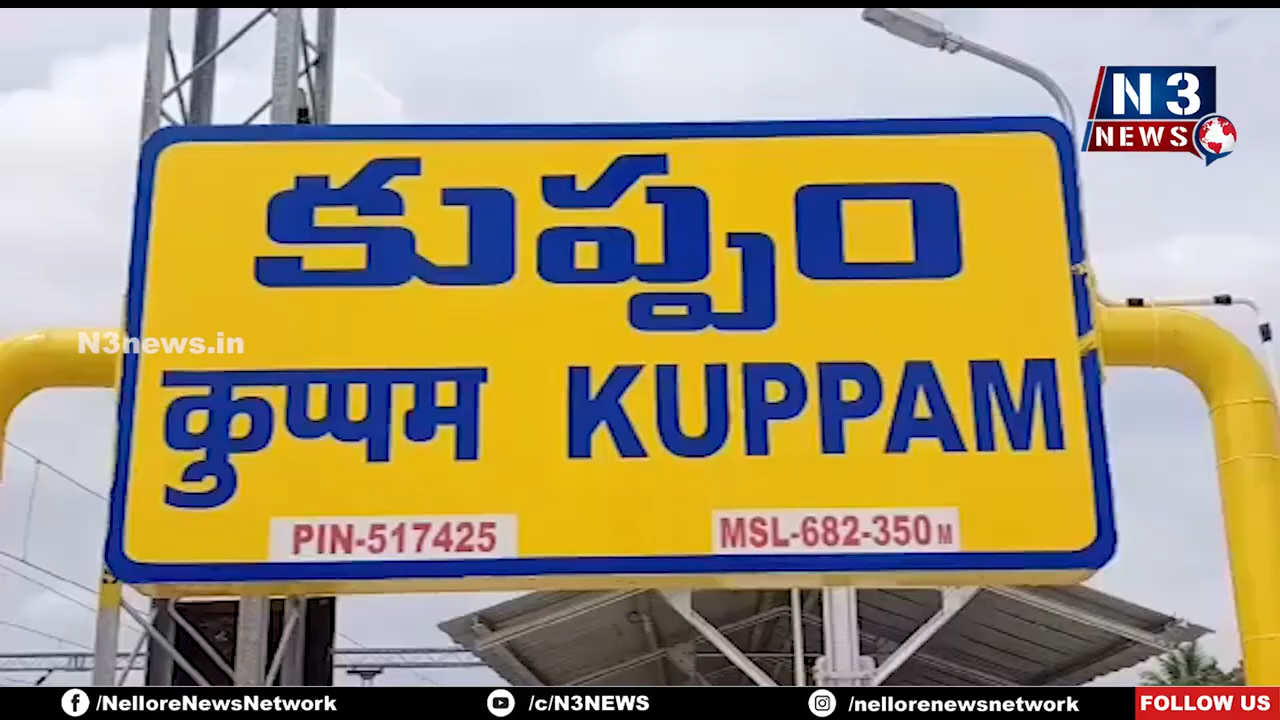 N3
NEWS
కుప్పం
N3news.in
कुप्पम KUPPAM
PIN-517425 MSL-682-350 M
/NelloreNewsNetwork /c/N3NEWS /nellorenewsnetwork FOLLOW US